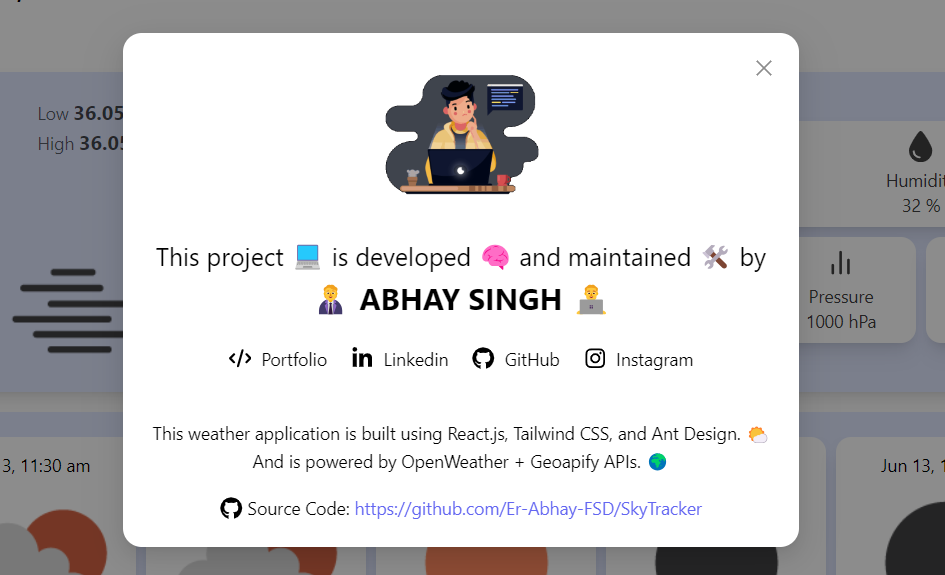 Low 36.05
High 36.05
Humidit
32 %
Pressure
1000 hPa
This project 💻 is developed 🧠 and maintained 🛠️ by
👨‍💼 ABHAY SINGH 👨‍💻
Portfolio Linkedin GitHub Instagram
This weather application is built using React.js, Tailwind CSS, and Ant Design. 🌤️
And is powered by OpenWeather + Geoapify APIs. 🌍
Source Code: https://github.com/Er-Abhay-FSD/SkyTracker
3, 11:30 am
Jun 13, 1